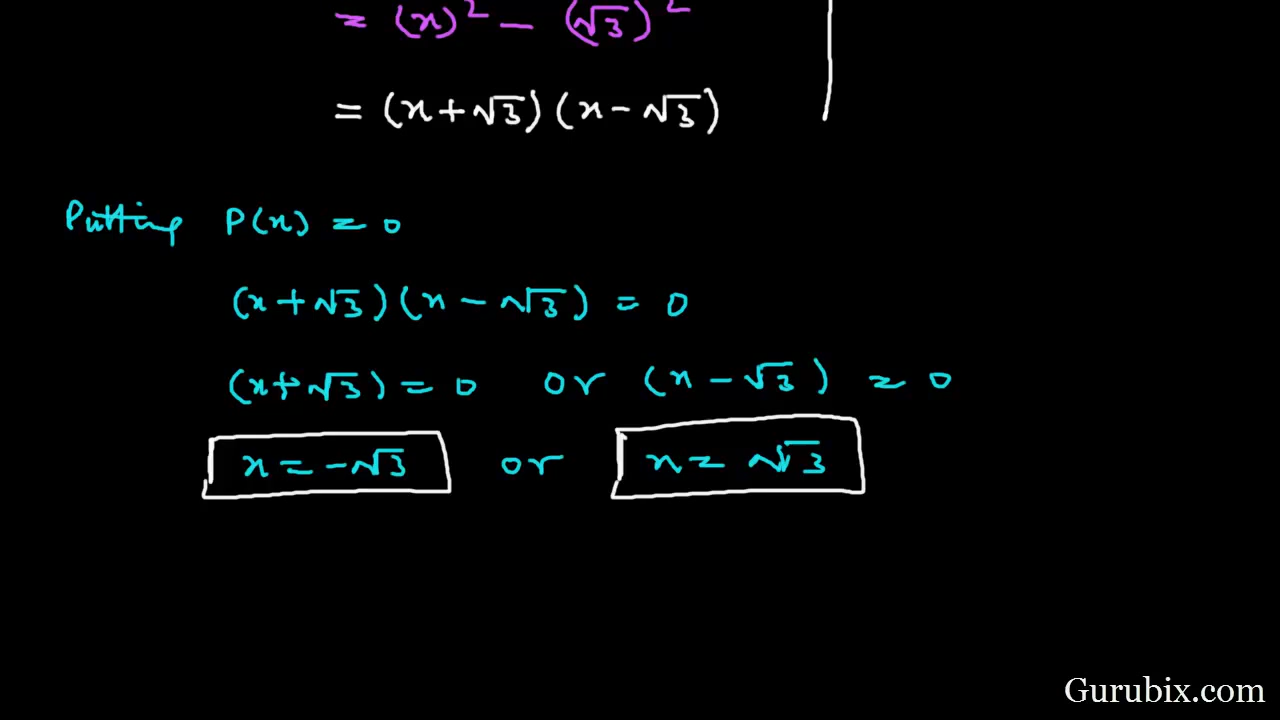 = (x)² - (√3)²
= (x+√3)(x-√3)
Putting P(x) = 0
(x+√3)(x-√3) = 0
(x+√3) = 0 or (x-√3) = 0
x = -√3 or x = √3
Gurubix.com